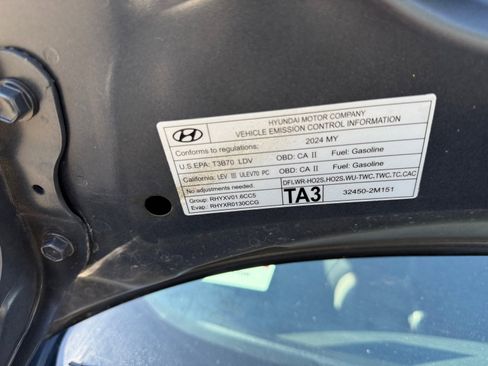 HYUNDAI MOTOR COMPANY
VEHICLE EMISSION CONTROL INFORMATION
Conforms to regulations: 2024 MY
U.S.EPA: T3B70 LDV OBD: CA II Fuel: Gasoline
California: LEV III ULEV70 PC OBD: CA II Fuel: Gasoline
No adjustments needed. DFI,WR-HO2S,HO2S,WU-TWC,TWC,TC,CAC
Group: RHYXV01.6CC5 TA3 32450-2M151
Evap: RHYXR0130CCG